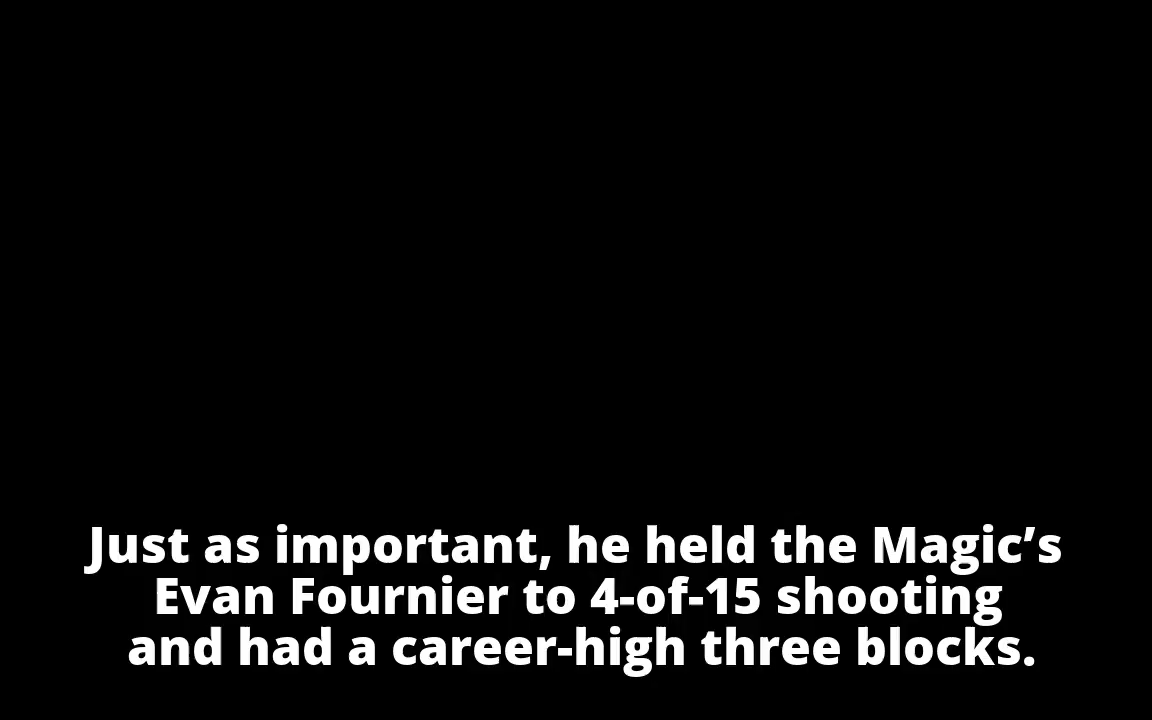 Just as important, he held the Magic’s
Evan Fournier to 4-of-15 shooting
and had a career-high three blocks.